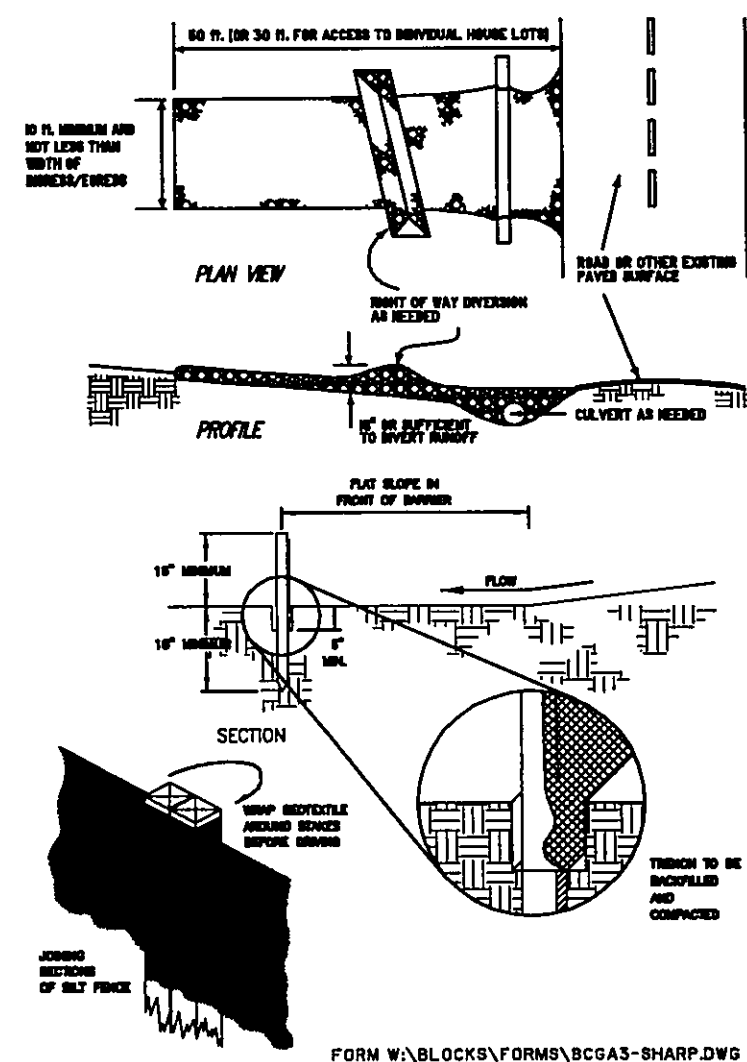 50 ft. (OR 30 ft. FOR ACCESS TO INDIVIDUAL HOUSE LOTS)
10 ft. MINIMUM AND
NOT LESS THAN
WIDTH OF
INGRESS/EGRESS
PLAN VIEW
ROAD OR OTHER EXISTING
PAVED SURFACE
RIGHT OF WAY DIVERSION
AS NEEDED
PROFILE
OR SUFFICIENT
TO DIVERT RUNOFF
CULVERT AS NEEDED
FLAT SLOPE IN
FRONT OF BARRIER
MINIMUM
FLOW
MINIMUM
MIN.
SECTION
WRAP GEOTEXTILE
AROUND STAKES
BEFORE DRIVING
TRENCH TO BE
BACKFILLED
AND
COMPACTED
JOINING
SECTIONS
OF SILT FENCE
FORM W:\BLOCKS\FORMS\BCGA3-SHARP.DWG